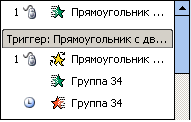 1 Прямоугольник ...
Триггер: Прямоугольник с дв...
1 Прямоугольник ...
Группа 34
Группа 34